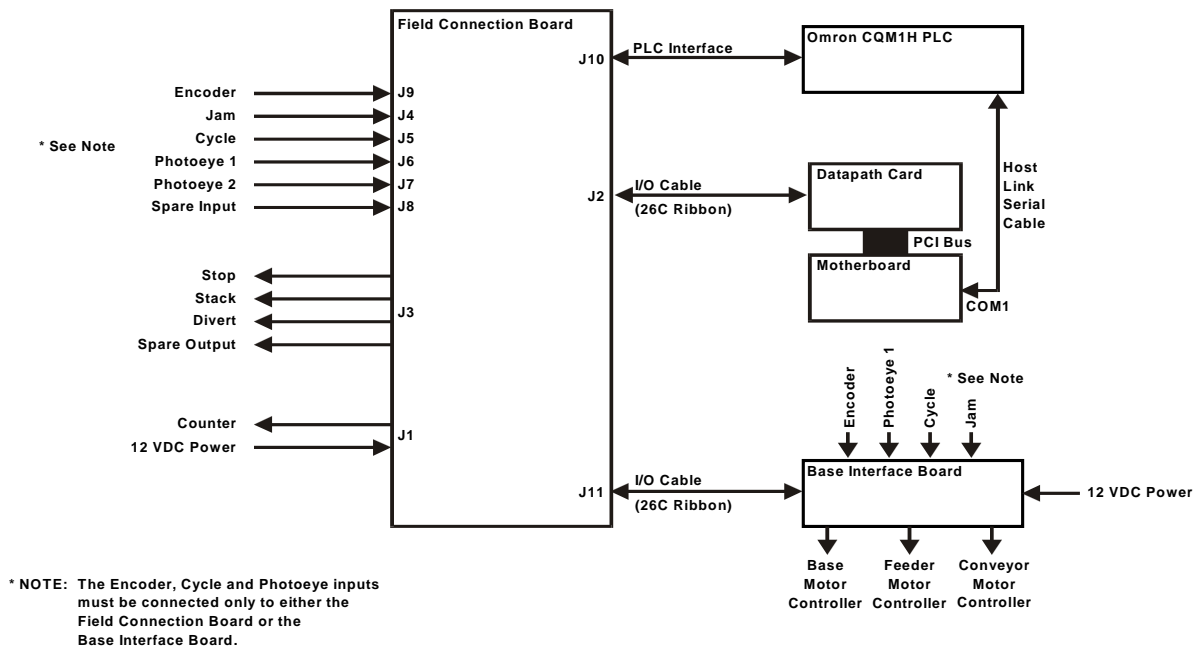 Field Connection Board
J10
PLC Interface
Omron CQM1H PLC
Encoder
J9
Jam
J4
* See Note
Cycle
J5
Photoeye 1
J6
Photoeye 2
J7
Spare Input
J8
J2
I/O Cable
(26C Ribbon)
Datapath Card
PCI Bus
Motherboard
COM1
Host
Link
Serial
Cable
Stop
Stack
Divert
Spare Output
J3
Counter
12 VDC Power
J1
Encoder
Photoeye 1
Cycle
Jam
* See Note
J11
I/O Cable
(26C Ribbon)
Base Interface Board
12 VDC Power
Base
Motor
Controller
Feeder
Motor
Controller
Conveyor
Motor
Controller
* NOTE: The Encoder, Cycle and Photoeye inputs
must be connected only to either the
Field Connection Board or the
Base Interface Board.